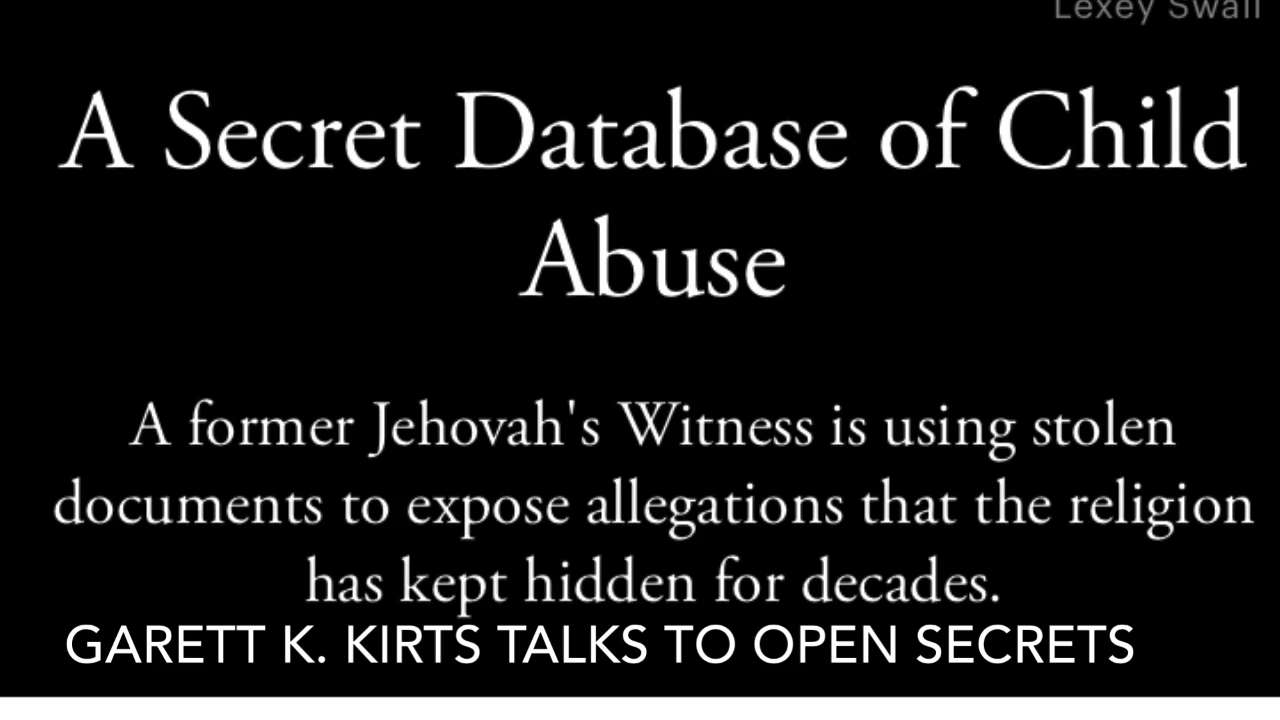 Lexey Swall
A Secret Database of Child
Abuse
A former Jehovah's Witness is using stolen
documents to expose allegations that the religion
has kept hidden for decades.
GARETT K. KIRTS TALKS TO OPEN SECRETS